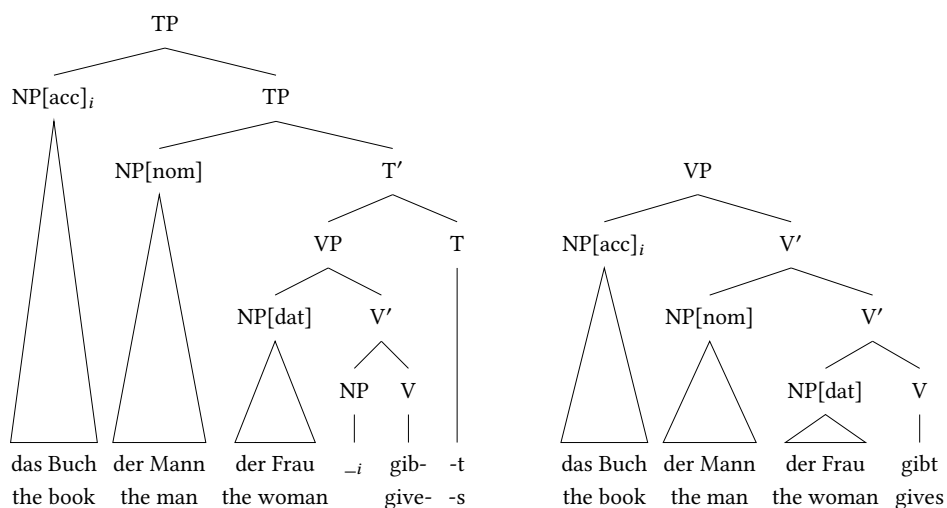 TP
NP[acc]i TP
NP[nom] T′
VP T
NP[dat] V′
NP V
das Buch der Mann der Frau _i gib- -t
the book the man the woman give- -s
VP
NP[acc]i V′
NP[nom] V′
NP[dat] V
das Buch der Mann der Frau gibt
the book the man the woman gives